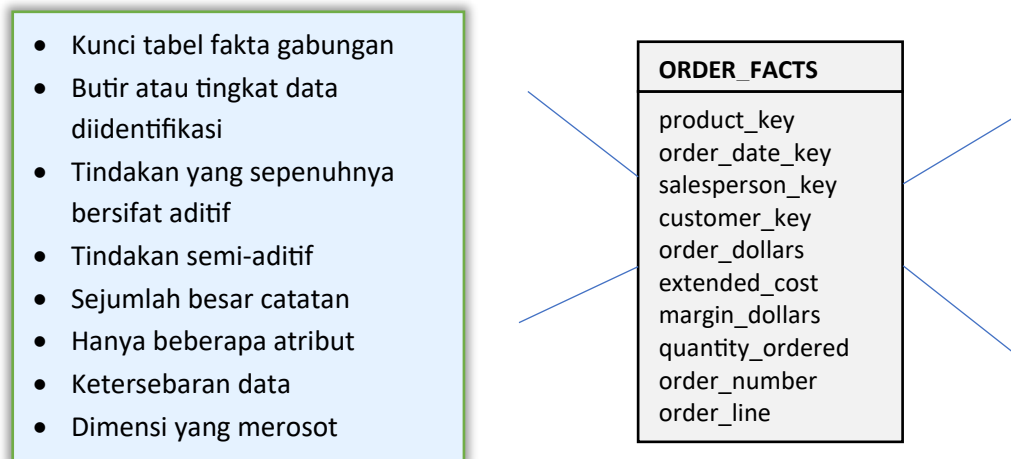 • Kunci tabel fakta gabungan
• Butir atau tingkat data
diidentifikasi
• Tindakan yang sepenuhnya
bersifat aditif
• Tindakan semi-aditif
• Sejumlah besar catatan
• Hanya beberapa atribut
• Ketersebaran data
• Dimensi yang merosot
ORDER_FACTS
product_key
order_date_key
salesperson_key
customer_key
order_dollars
extended_cost
margin_dollars
quantity_ordered
order_number
order_line